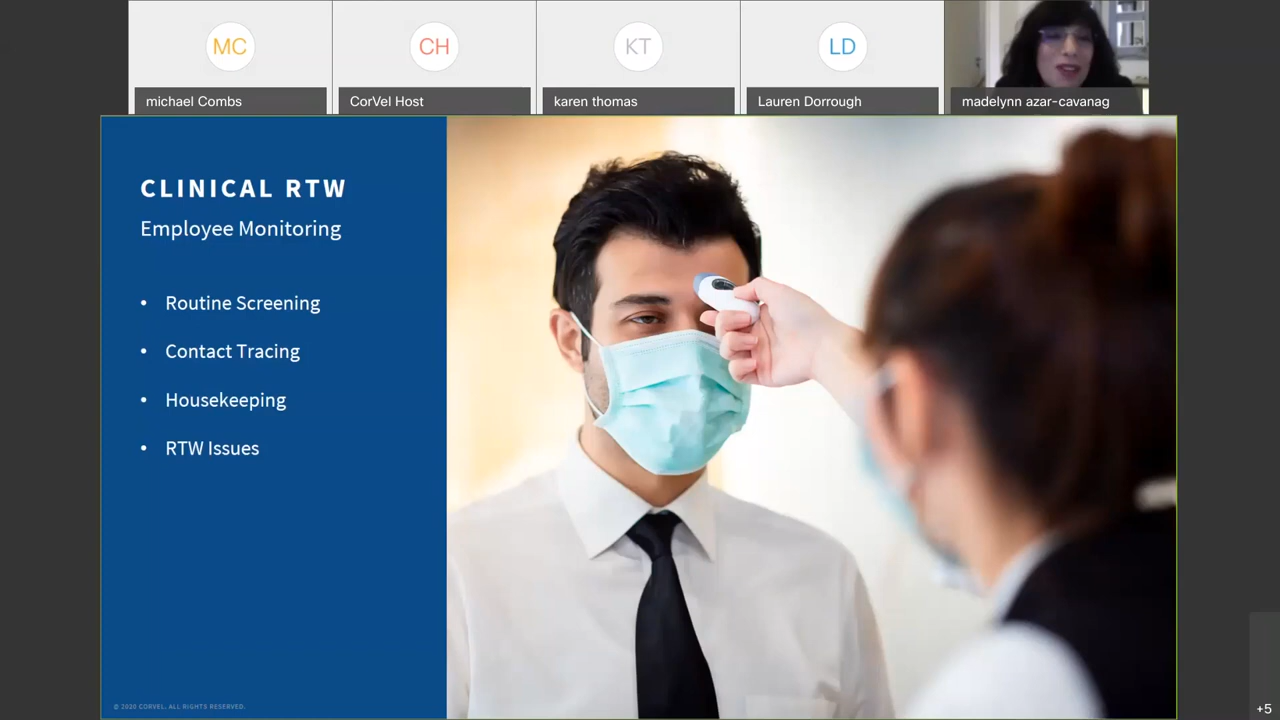 MC
CH
KT
LD
michael Combs
CorVel Host
karen thomas
Lauren Dorrough
madelynn azar-cavanag
CLINICAL RTW
Employee Monitoring
• Routine Screening
• Contact Tracing
• Housekeeping
• RTW Issues
© 2020 CORVEL. ALL RIGHTS RESERVED.
+5